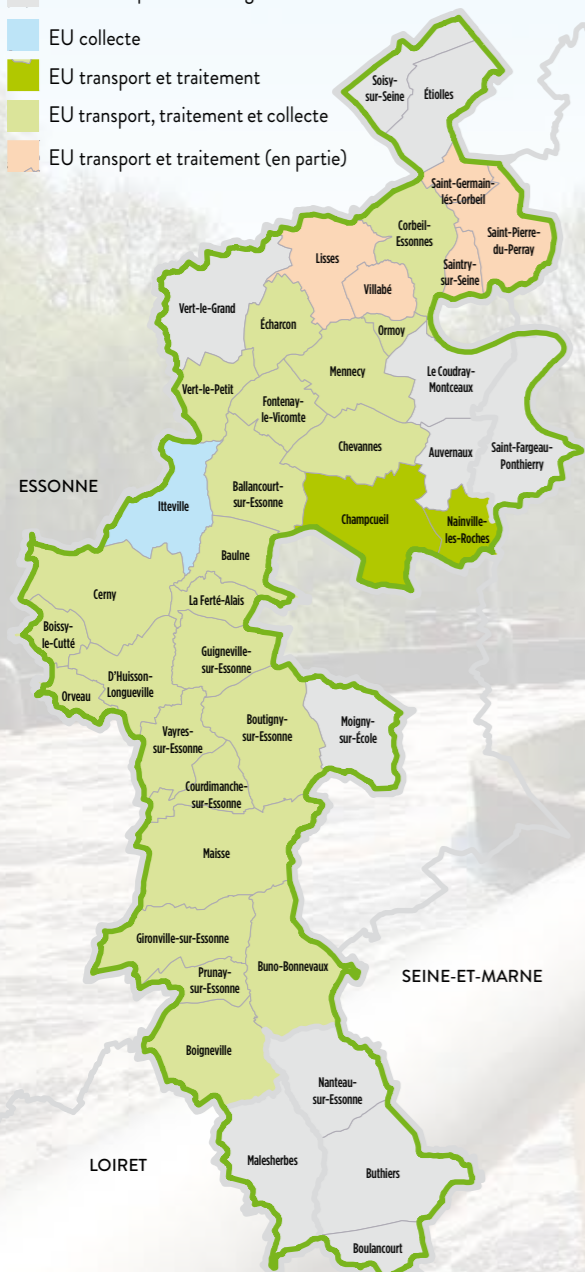 EU collecte
EU transport et traitement
EU transport, traitement et collecte
EU transport et traitement (en partie)
Soisy-
sur-Seine
Étiolles
Saint-Germain-
lés-Corbeil
Corbeil-
Essonnes
Saint-Pierre-
du-Perray
Lisses
Saintry-
sur-Seine
Villabé
Vert-le-Grand
Écharcon
Ormoy
Mennecy
Le Coudray-
Montceaux
Vert-le-Petit
Fontenay-
le-Vicomte
Chevannes
Auvernaux
Saint-Fargeau-
Ponthierry
ESSONNE
Itteville
Ballancourt-
sur-Essonne
Champcueil
Nainville-
les-Roches
Baulne
Cerny
La Ferté-Alais
Boissy-
le-Cutté
Guigneville-
sur-Essonne
D'Huisson-
Longueville
Orveau
Vayres-
sur-Essonne
Boutigny-
sur-Essonne
Moigny-
sur-École
Courdimanche-
sur-Essonne
Maisse
Gironville-sur-Essonne
Prunay-
sur-Essonne
Buno-Bonnevaux
SEINE-ET-MARNE
Boigneville
Nanteau-
sur-Essonne
LOIRET
Malesherbes
Buthiers
Boulancourt